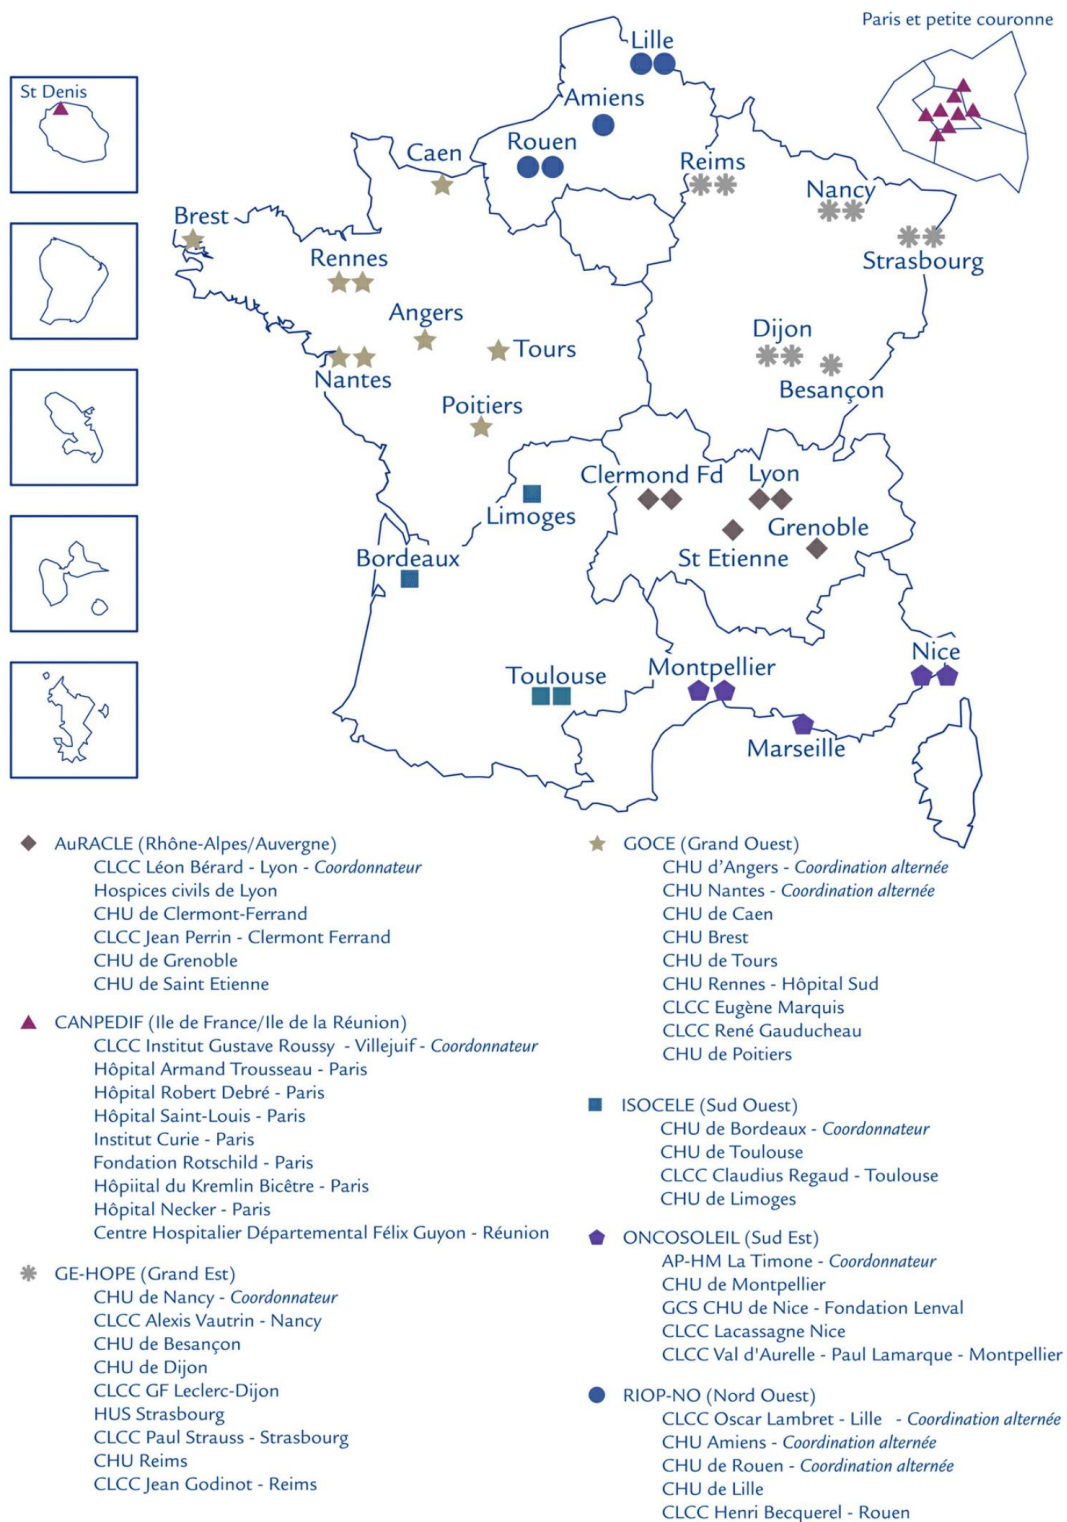 Paris et petite couronne
Lille
St Denis
Amiens
Rouen
Caen
Reims
Nancy
Brest
Rennes
Strasbourg
Angers
Dijon
Tours
Nantes
Besançon
Poitiers
Clermond Fd
Lyon
Limoges
Grenoble
St Etienne
Bordeaux
Nice
Montpellier
Toulouse
Marseille
AuRACLE (Rhône-Alpes/Auvergne)
CLCC Léon Bérard - Lyon - Coordonnateur
Hospices civils de Lyon
CHU de Clermont-Ferrand
CLCC Jean Perrin - Clermont Ferrand
CHU de Grenoble
CHU de Saint Etienne
CANPEDIF (Ile de France/Ile de la Réunion)
CLCC Institut Gustave Roussy - Villejuif - Coordonnateur
Hôpital Armand Trousseau - Paris
Hôpital Robert Debré - Paris
Hôpital Saint-Louis - Paris
Institut Curie - Paris
Fondation Rotschild - Paris
Hôpiital du Kremlin Bicêtre - Paris
Hôpital Necker - Paris
Centre Hospitalier Départemental Félix Guyon - Réunion
GE-HOPE (Grand Est)
CHU de Nancy - Coordonnateur
CLCC Alexis Vautrin - Nancy
CHU de Besançon
CHU de Dijon
CLCC GF Leclerc-Dijon
HUS Strasbourg
CLCC Paul Strauss - Strasbourg
CHU Reims
CLCC Jean Godinot - Reims
GOCE (Grand Ouest)
CHU d'Angers - Coordination alternée
CHU Nantes - Coordination alternée
CHU de Caen
CHU Brest
CHU de Tours
CHU Rennes - Hôpital Sud
CLCC Eugène Marquis
CLCC René Gauducheau
CHU de Poitiers
ISOCELE (Sud Ouest)
CHU de Bordeaux - Coordonnateur
CHU de Toulouse
CLCC Claudius Regaud - Toulouse
CHU de Limoges
ONCOSOLEIL (Sud Est)
AP-HM La Timone - Coordonnateur
CHU de Montpellier
GCS CHU de Nice - Fondation Lenval
CLCC Lacassagne Nice
CLCC Val d'Aurelle - Paul Lamarque - Montpellier
RIOP-NO (Nord Ouest)
CLCC Oscar Lambret - Lille - Coordination alternée
CHU Amiens - Coordination alternée
CHU de Rouen - Coordination alternée
CHU de Lille
CLCC Henri Becquerel - Rouen